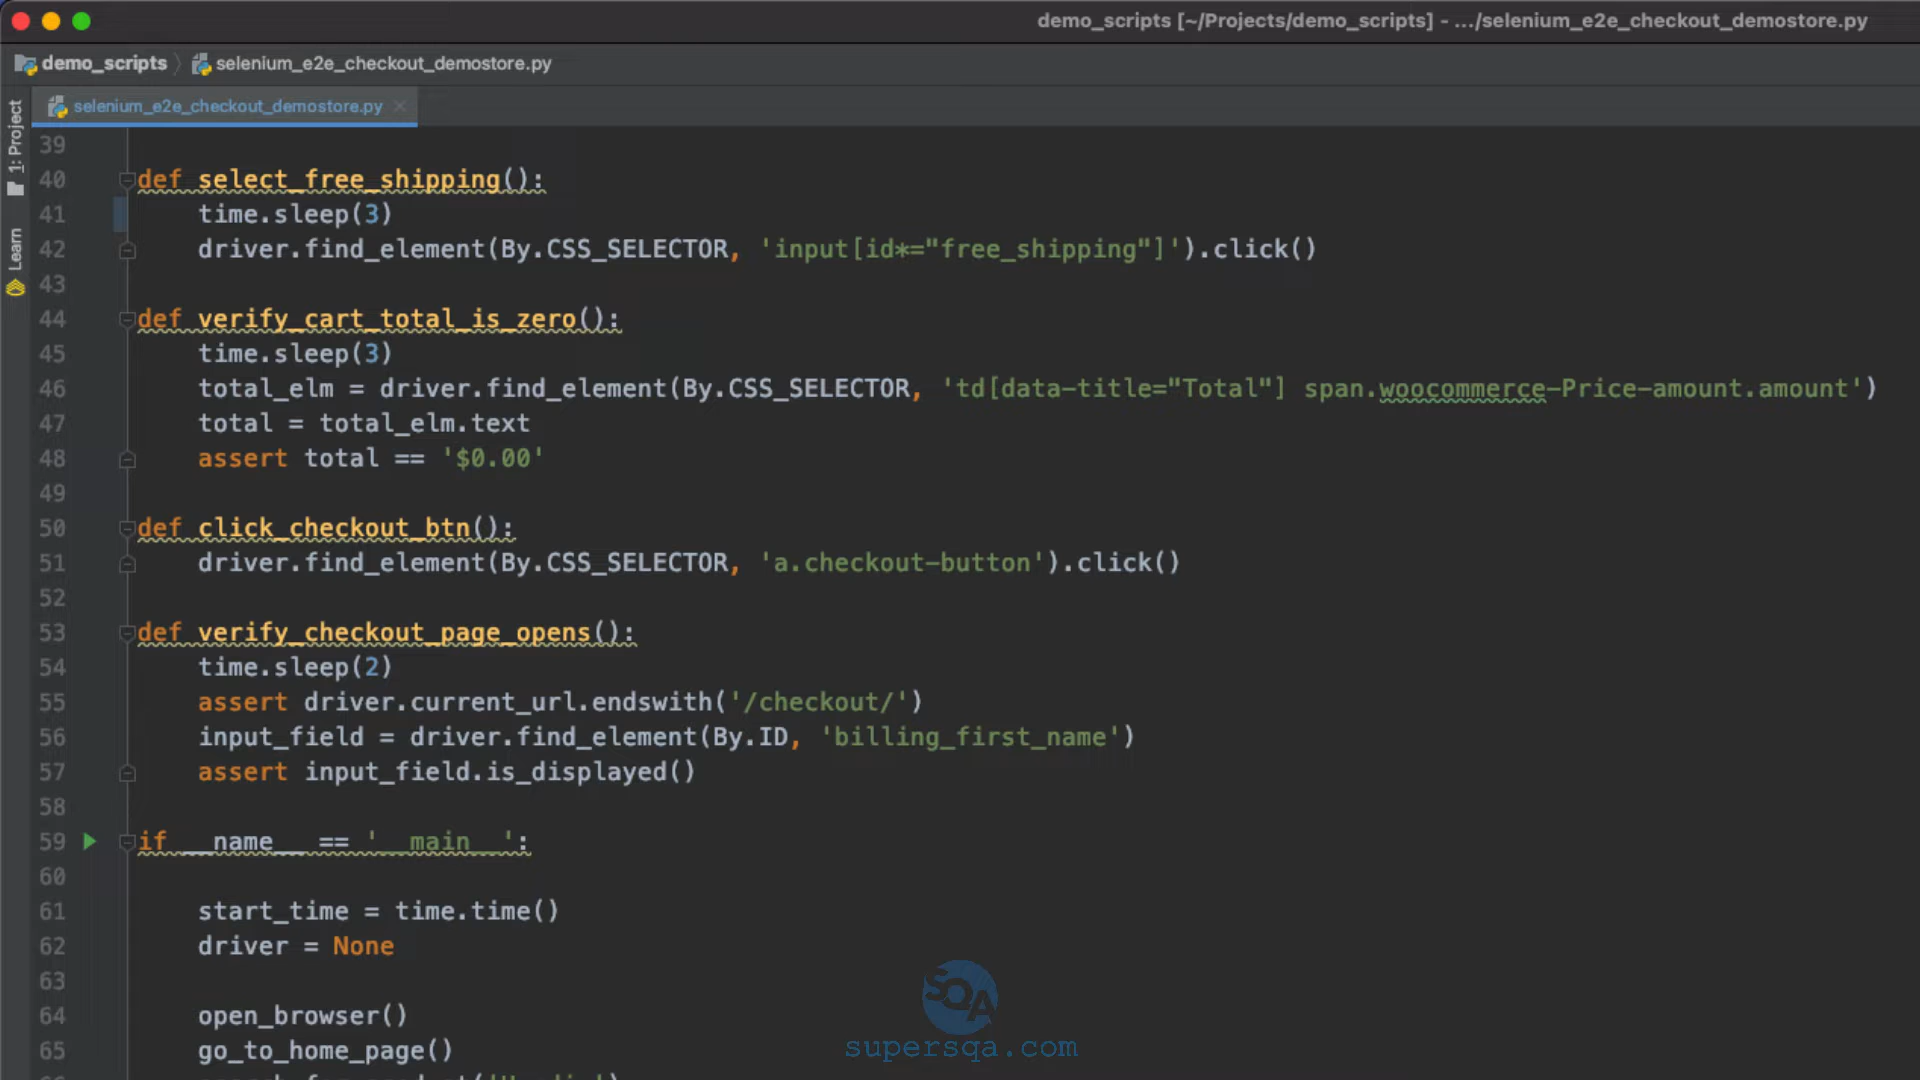 demo_scripts [~/Projects/demo_scripts] - .../selenium_e2e_checkout_demostore.py
demo_scripts selenium_e2e_checkout_demostore.py
selenium_e2e_checkout_demostore.py
1: Project
Learn
39
40 def select_free_shipping():
41 time.sleep(3)
42 driver.find_element(By.CSS_SELECTOR, 'input[id*="free_shipping"]').click()
43
44 def verify_cart_total_is_zero():
45 time.sleep(3)
46 total_elm = driver.find_element(By.CSS_SELECTOR, 'td[data-title="Total"] span.woocommerce-Price-amount.amount')
47 total = total_elm.text
48 assert total == '$0.00'
49
50 def click_checkout_btn():
51 driver.find_element(By.CSS_SELECTOR, 'a.checkout-button').click()
52
53 def verify_checkout_page_opens():
54 time.sleep(2)
55 assert driver.current_url.endswith('/checkout/')
56 input_field = driver.find_element(By.ID, 'billing_first_name')
57 assert input_field.is_displayed()
58
59 if __name__ == '__main__':
60
61 start_time = time.time()
62 driver = None
63
64 open_browser()
65 go_to_home_page()
SQA
supersqa.com